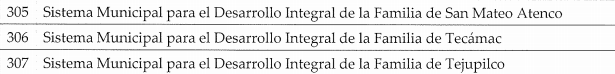 305 Sistema Municipal para el Desarrollo Integral de la Familia de San Mateo Atenco
306 Sistema Municipal para el Desarrollo Integral de la Familia de Tecámac
307 Sistema Municipal para el Desarrollo Integral de la Familia de Tejupilco